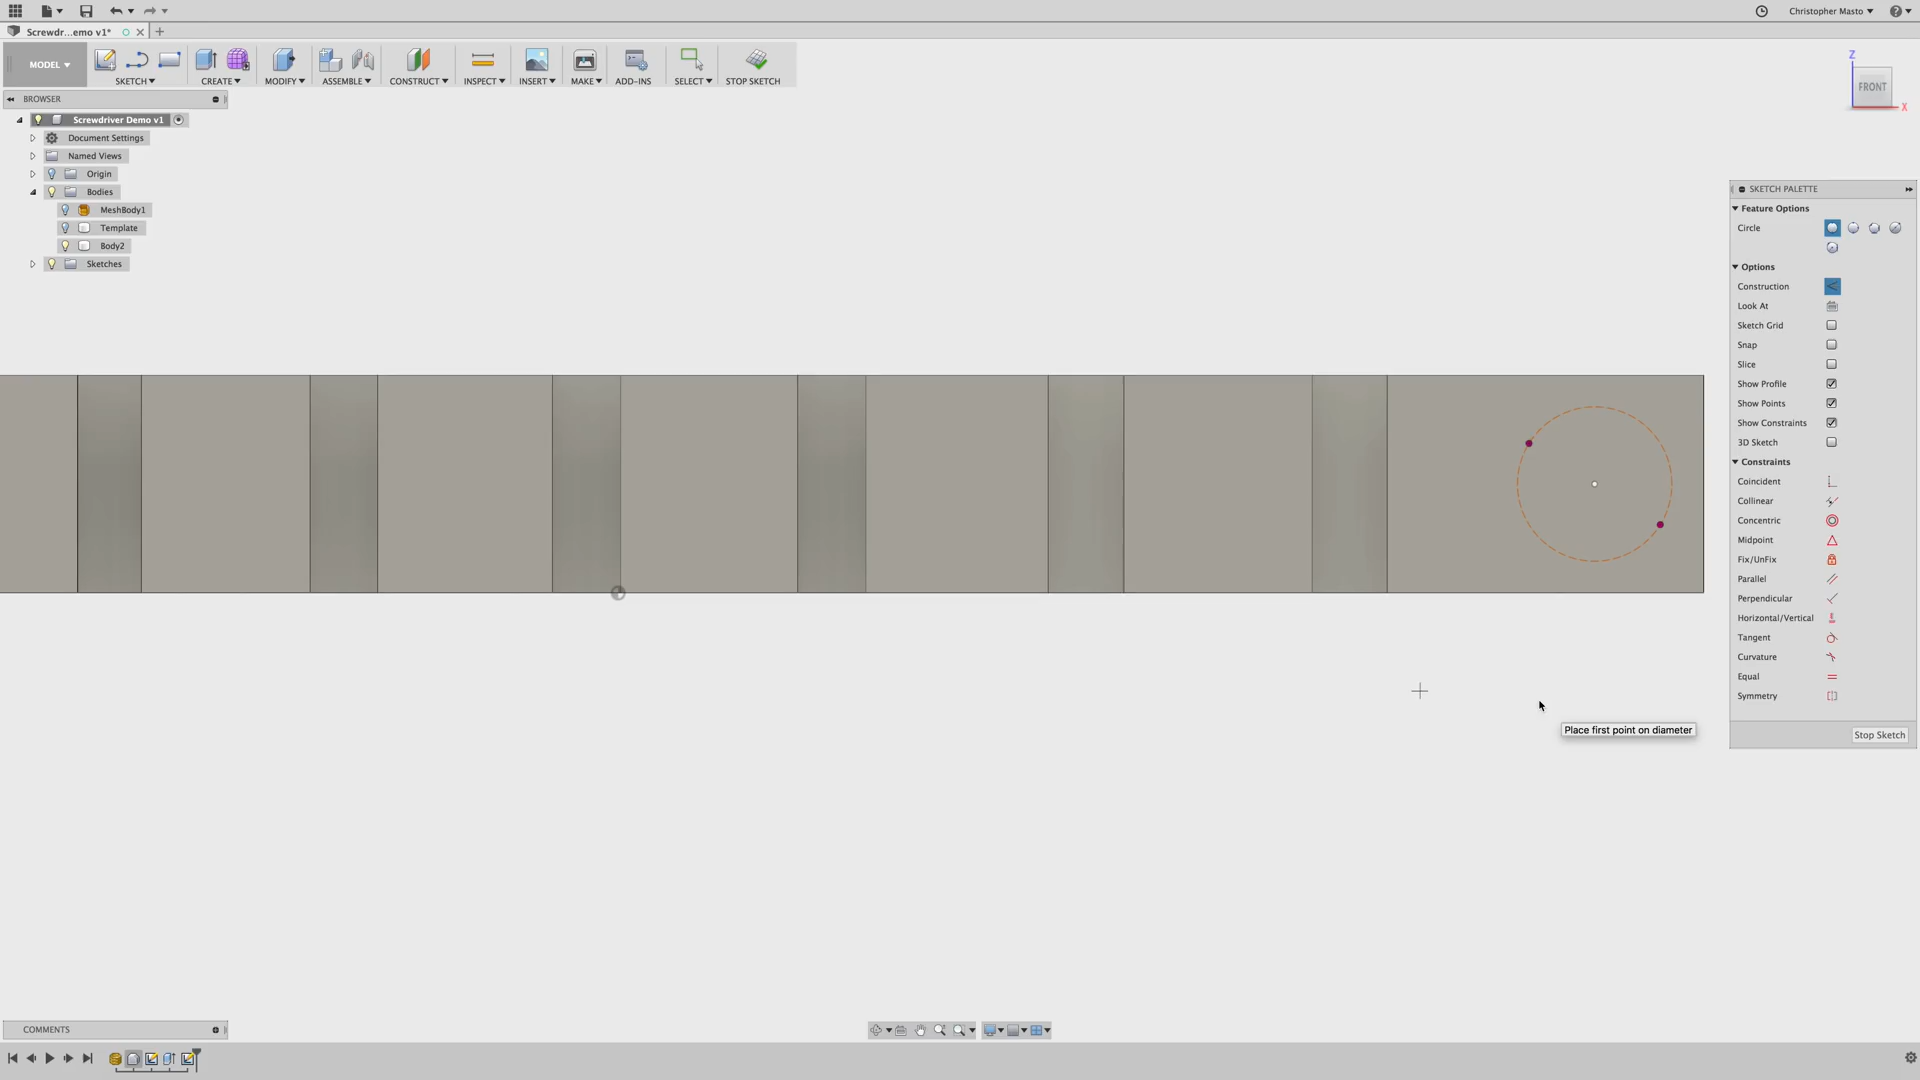 Christopher Masto
Screwdr...emo v1*
MODEL
SKETCH
CREATE
MODIFY
ASSEMBLE
CONSTRUCT
INSPECT
INSERT
MAKE
ADD-INS
SELECT
STOP SKETCH
Z
FRONT
X
BROWSER
Screwdriver Demo v1
Document Settings
Named Views
Origin
Bodies
MeshBody1
Template
Body2
Sketches
SKETCH PALETTE
Feature Options
Circle
Options
Construction
Look At
Sketch Grid
Snap
Slice
Show Profile
Show Points
Show Constraints
3D Sketch
Constraints
Coincident
Collinear
Concentric
Midpoint
Fix/UnFix
Parallel
Perpendicular
Horizontal/Vertical
Tangent
Curvature
Equal
Symmetry
Stop Sketch
Place first point on diameter
COMMENTS